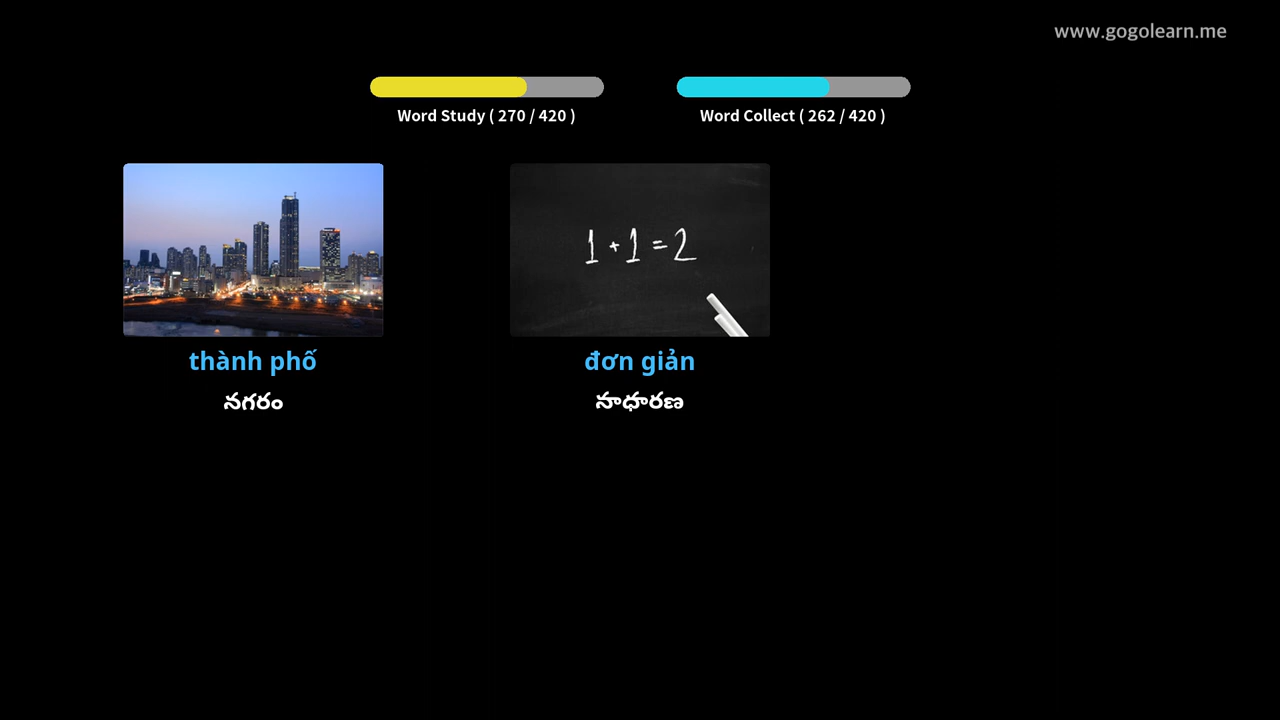 www.gogolearn.me
Word Study ( 270 / 420 )
Word Collect ( 262 / 420 )
1 + 1 = 2
thành phố
đơn giản
నగరం
సాధారణ